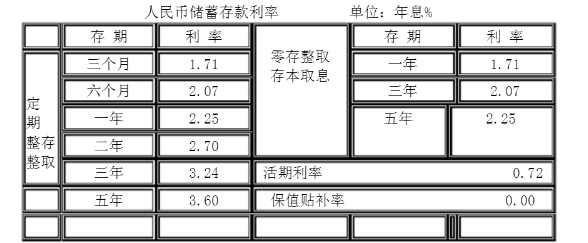 人民币储蓄存款利率 单位：年息%
存 期 利 率 零存整取 存本取息 存 期 利 率
定期整存整取
三个月 1.71 一年 1.71
六个月 2.07 三年 2.07
一年 2.25 五年 2.25
二年 2.70
三年 3.24 活期利率 0.72
五年 3.60 保值贴补率 0.00